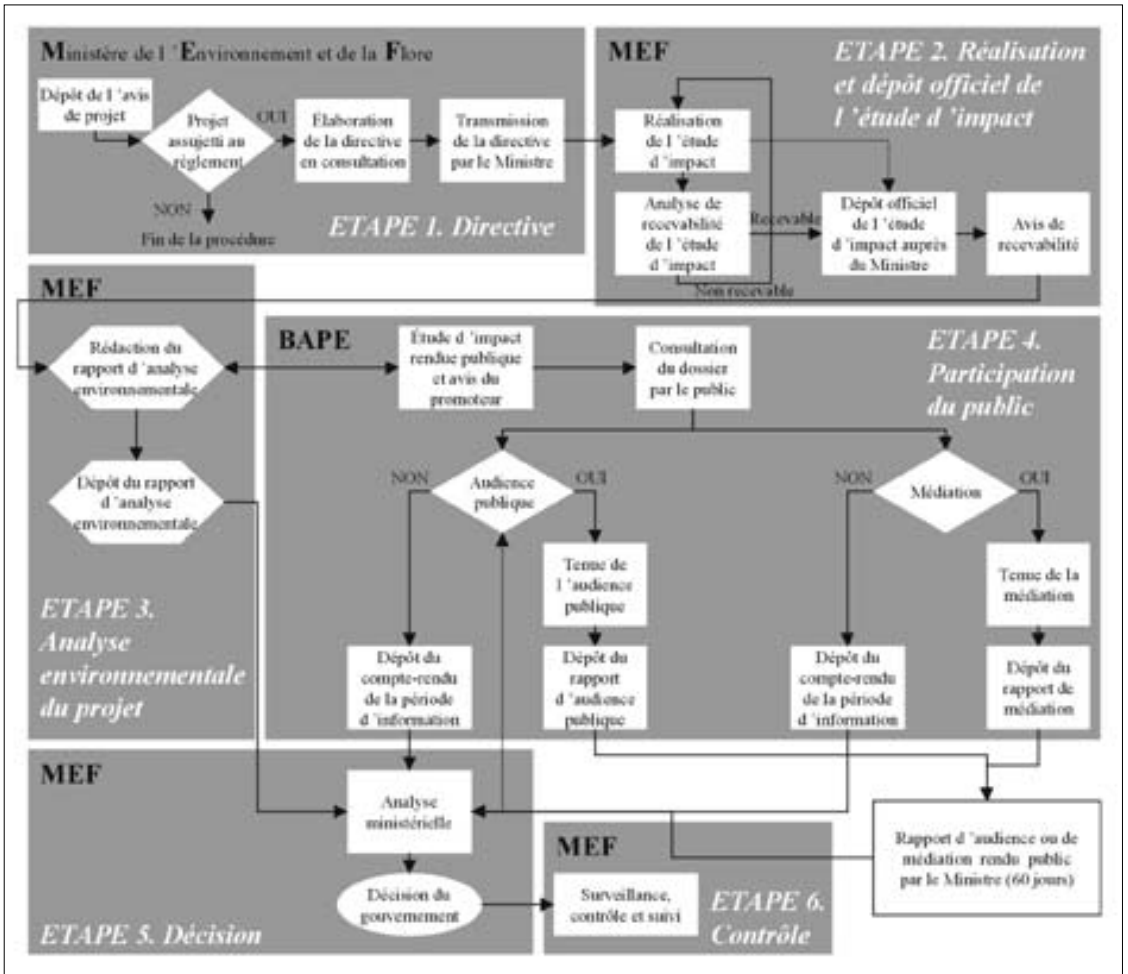 Ministére de l 'Environnement et de la Flore
Dépôt de l 'avis
de projet
Projet
assujetti au
règlement
OUI
NON
Fin de la procédure
Élaboration
de la directive
en consultation
Transmission
de la directive
par le Ministre
ETAPE 1. Directive
MEF
ETAPE 2. Réalisation
et dépôt officiel de
l 'étude d 'impact
Réalisation
de l 'étude
d 'impact
Analyse de
recevabilité
de l 'étude
d 'impact
Recevable
Non recevable
Dépôt officiel
de l 'étude
d 'impact auprès
du Ministre
Avis de
recevabilité
MEF
Rédaction du
rapport d 'analyse
environnementale
Dépôt du rapport
d 'analyse
environnementale
ETAPE 3.
Analyse
environnementale
du projet
BAPE
Étude d 'impact
rendue publique
et avis du
promoteur
Consultation
du dossier
par le public
ETAPE 4.
Participation
du public
NON
Audience
publique
OUI
NON
Médiation
OUI
Tenue de
l 'audience
publique
Tenue de la
médiation
Dépôt du
compte-rendu
de la période
d 'information
Dépôt du
rapport
d 'audience
publique
Dépôt du
compte-rendu
de la période
d 'information
Dépôt du
rapport de
médiation
MEF
Analyse
ministérielle
Décision du
gouvernement
ETAPE 5. Décision
MEF
Surveillance,
contrôle et suivi
ETAPE 6.
Contrôle
Rapport d 'audience ou de
médiation rendu public
par le Ministre (60 jours)